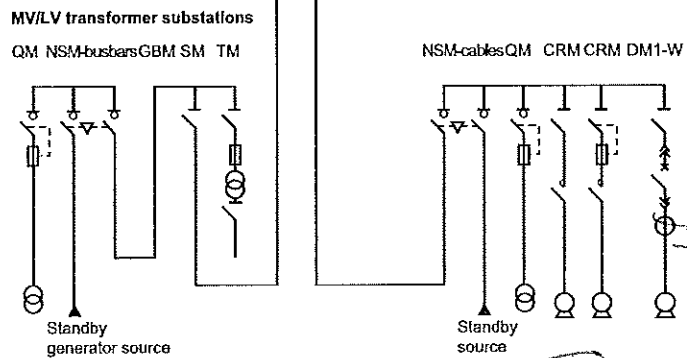 MV/LV transformer substations
QM NSM-busbars GBM SM TM
NSM-cables QM CRM CRM DM1-W
Standby
generator source
Standby
source